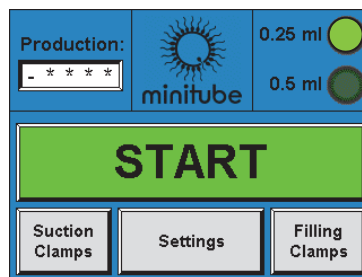 Production:
- * * * *
minitube
0.25 ml
0.5 ml
START
Suction
Clamps
Settings
Filling
Clamps